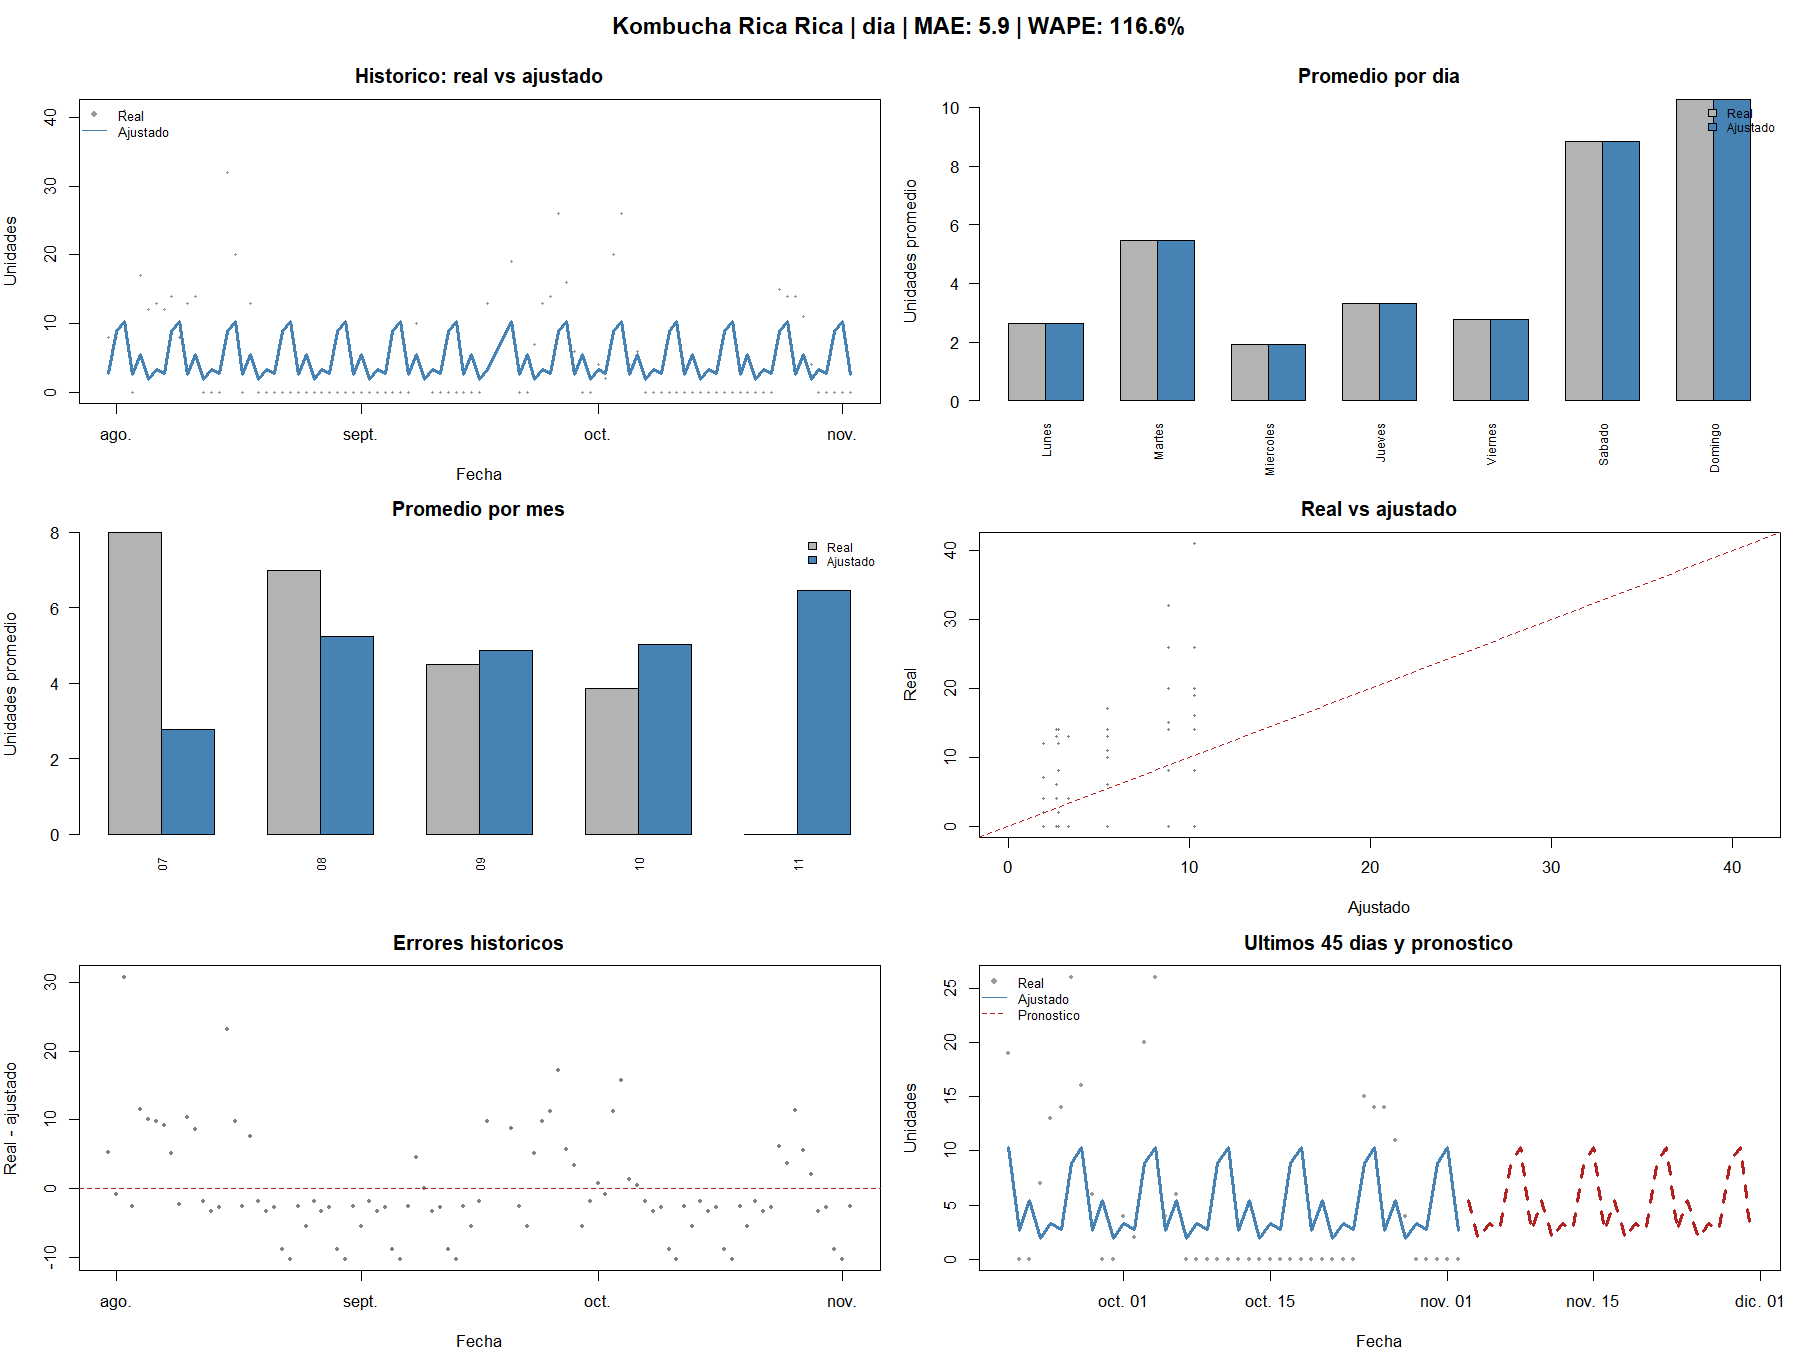 Kombucha Rica Rica | dia | MAE: 5.9 | WAPE: 116.6%
Historico: real vs ajustado
Real
Ajustado
Unidades
0
10
20
30
40
ago.
sept.
oct.
nov.
Fecha
Promedio por dia
Real
Ajustado
Unidades promedio
0
2
4
6
8
10
Lunes
Martes
Miercoles
Jueves
Viernes
Sabado
Domingo
Promedio por mes
Real
Ajustado
Unidades promedio
0
2
4
6
8
07
08
09
10
11
Real vs ajustado
Real
0
10
20
30
40
0
10
20
30
40
Ajustado
Errores historicos
Real - ajustado
-10
0
10
20
30
ago.
sept.
oct.
nov.
Fecha
Ultimos 45 dias y pronostico
Real
Ajustado
Pronostico
Unidades
0
5
10
15
20
25
oct. 01
oct. 15
nov. 01
nov. 15
dic. 01
Fecha